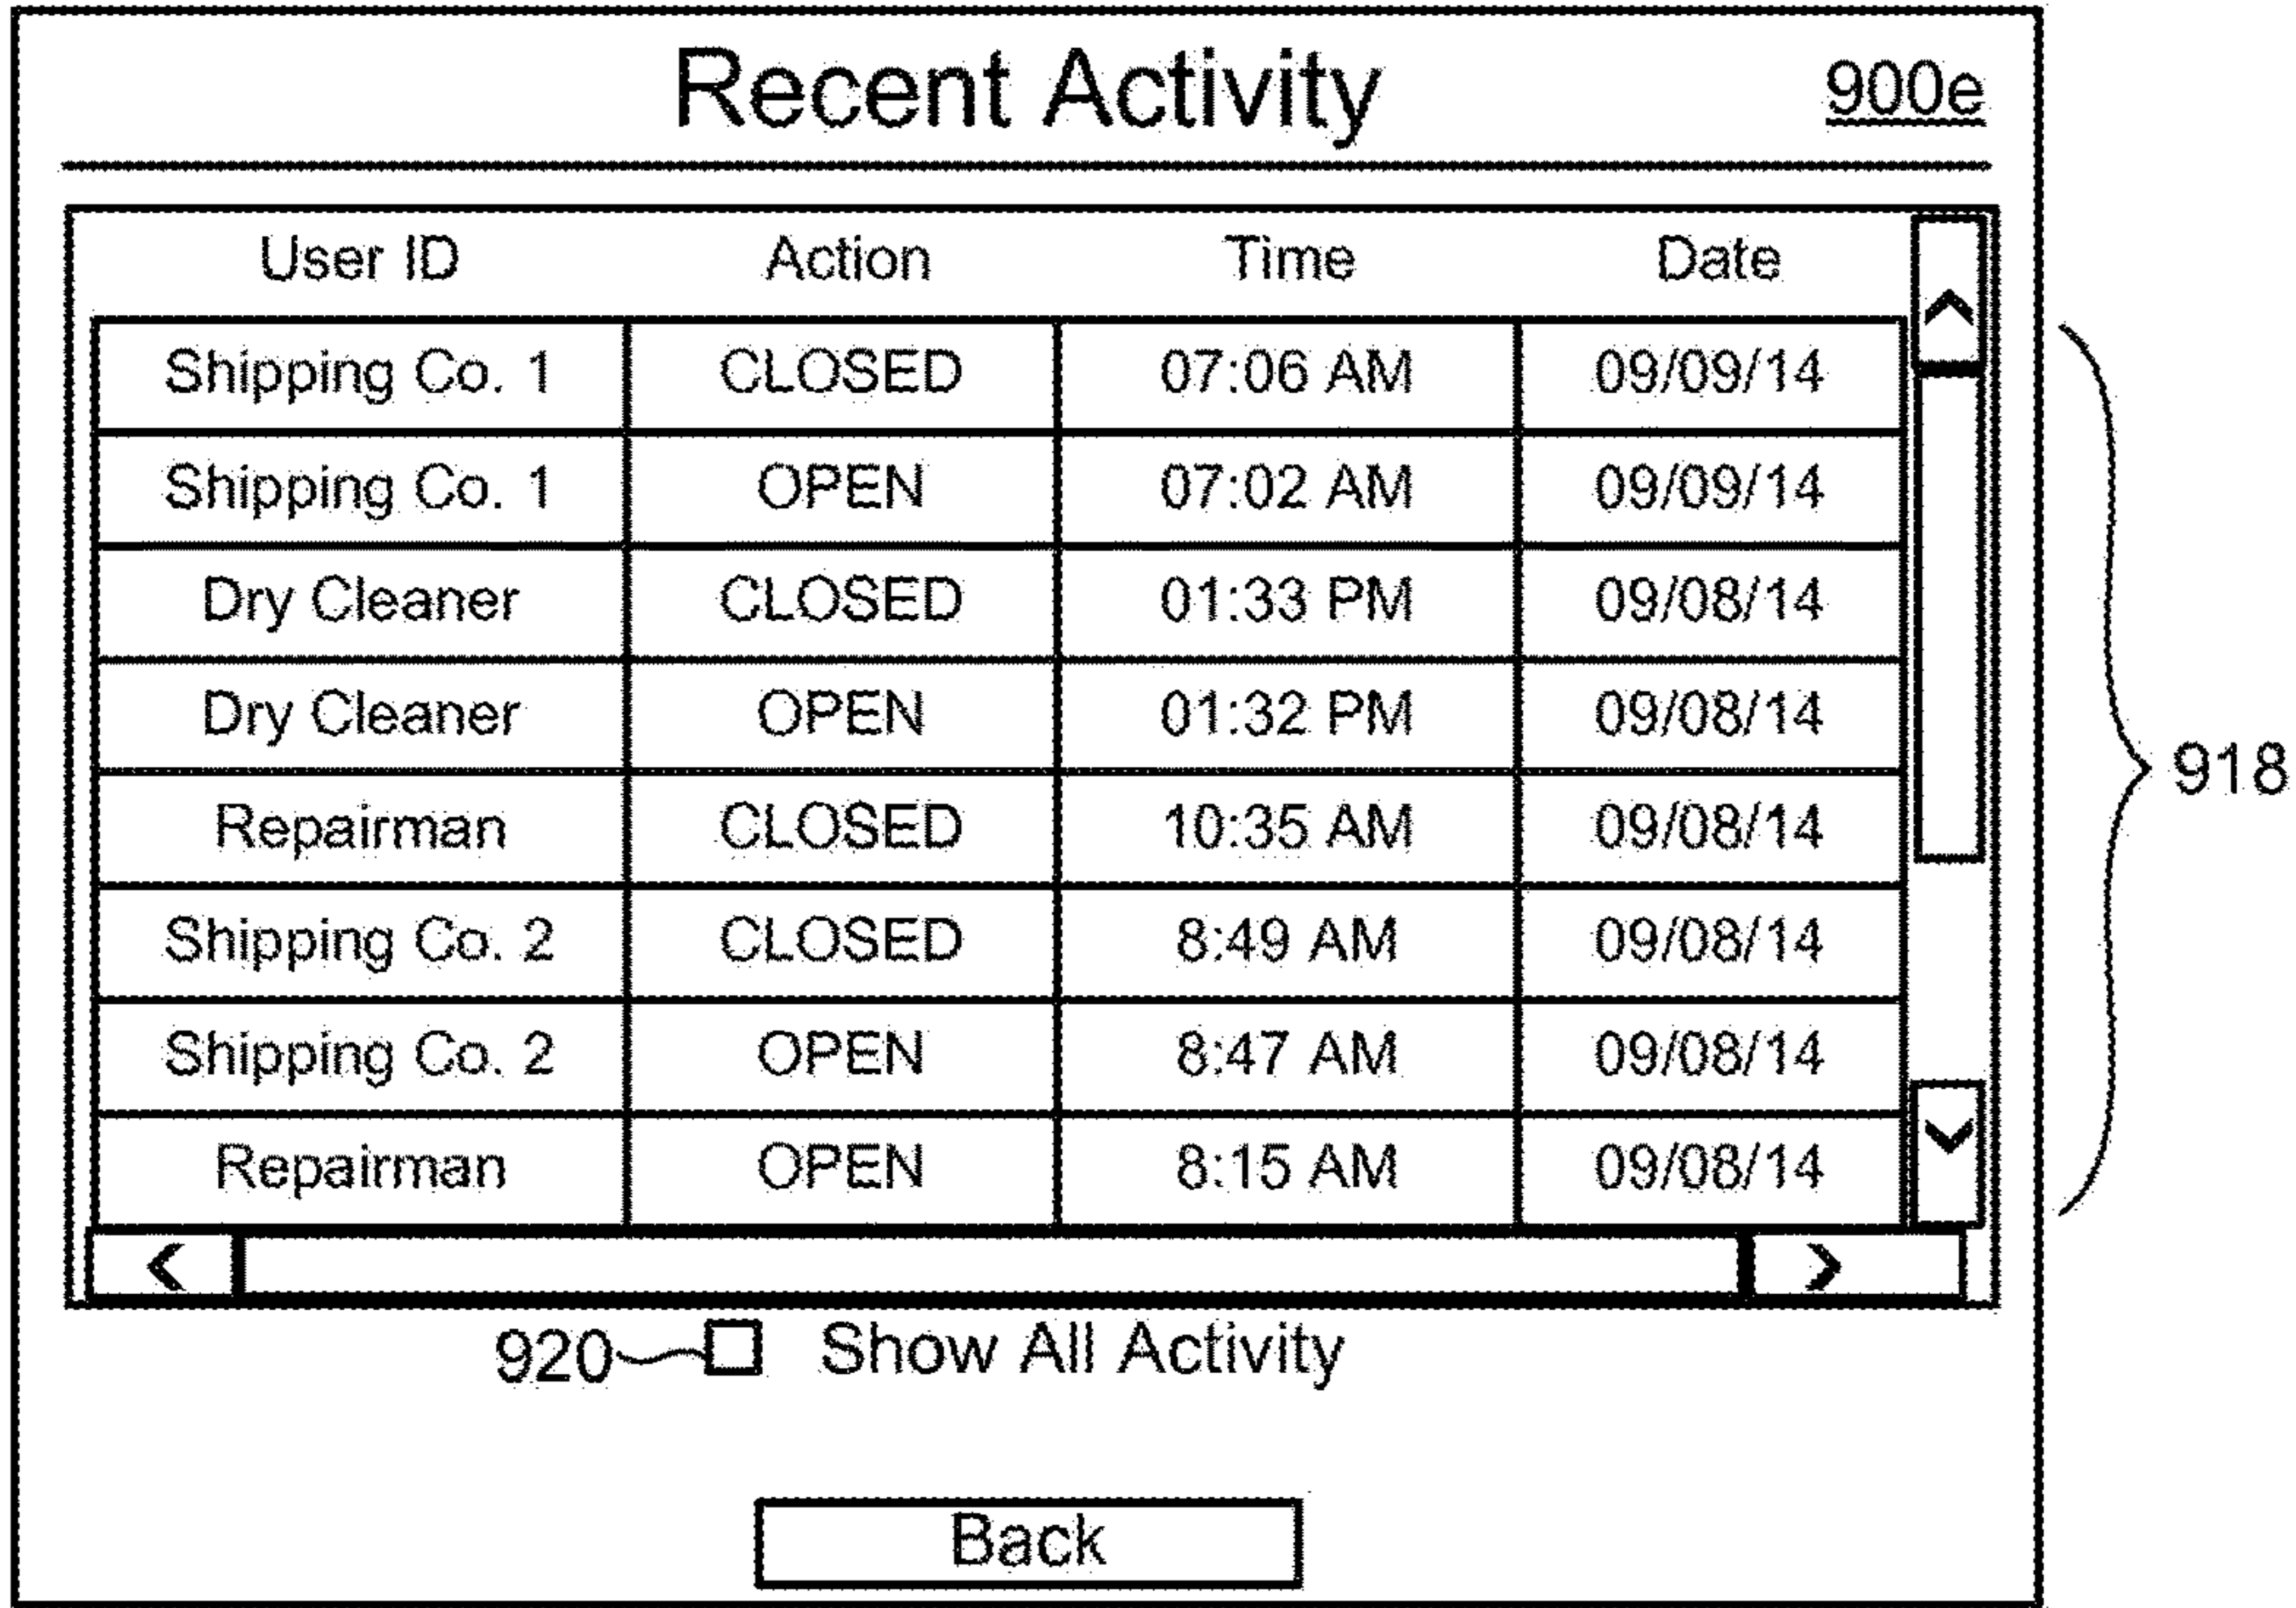 Recent Activity 900e
User ID Action Time Date
Shipping Co. 1 CLOSED 07:06 AM 09/09/14
Shipping Co. 1 OPEN 07:02 AM 09/09/14
Dry Cleaner CLOSED 01:33 PM 09/08/14
Dry Cleaner OPEN 01:32 PM 09/08/14
Repairman CLOSED 10:35 AM 09/08/14
Shipping Co. 2 CLOSED 8:49 AM 09/08/14
Shipping Co. 2 OPEN 8:47 AM 09/08/14
Repairman OPEN 8:15 AM 09/08/14
918
920 Show All Activity
Back